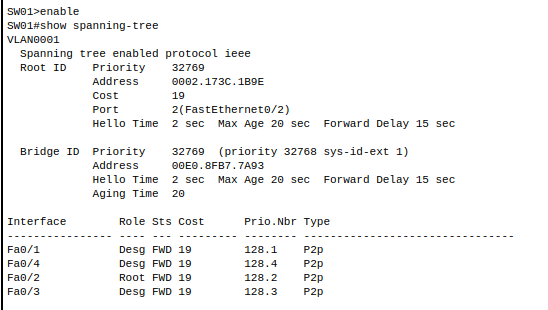 SW01>enable
SW01#show spanning-tree
VLAN0001
  Spanning tree enabled protocol ieee
  Root ID    Priority    32769
             Address     0002.173C.1B9E
             Cost        19
             Port        2(FastEthernet0/2)
             Hello Time  2 sec  Max Age 20 sec  Forward Delay 15 sec

  Bridge ID  Priority    32769  (priority 32768 sys-id-ext 1)
             Address     00E0.8FB7.7A93
             Hello Time  2 sec  Max Age 20 sec  Forward Delay 15 sec
             Aging Time  20

Interface        Role Sts Cost      Prio.Nbr Type
---------------- ---- --- --------- -------- --------------------------------
Fa0/1            Desg FWD 19        128.1    P2p
Fa0/4            Desg FWD 19        128.4    P2p
Fa0/2            Root FWD 19        128.2    P2p
Fa0/3            Desg FWD 19        128.3    P2p